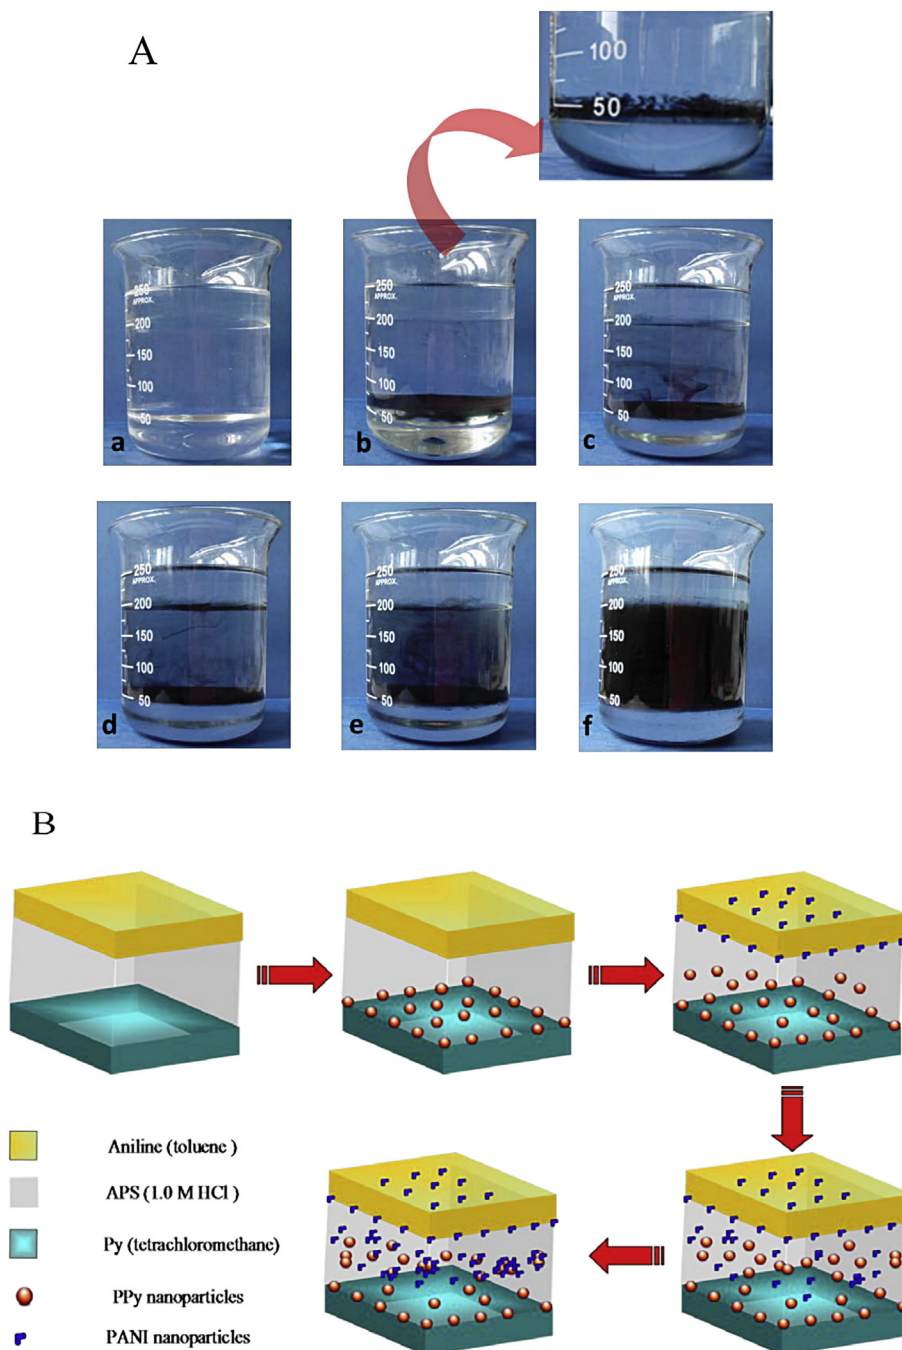 A
100
50
250
APPROX.
200
150
100
50
a
250
APPROX.
200
150
100
50
b
250
APPROX.
200
150
100
50
c
250
APPROX.
200
150
100
50
d
250
APPROX.
200
150
100
50
e
250
APPROX.
200
150
100
50
f
B
Aniline (toluene )
APS (1.0 M HCl )
Py (tetrachloromethane)
PPy nanoparticles
PANI nanoparticles